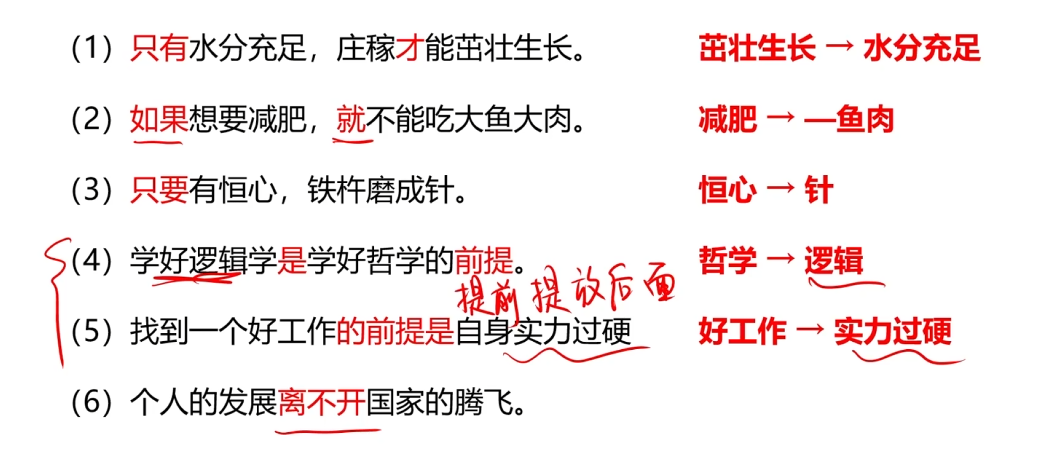 （1）只有水分充足，庄稼才能茁壮生长。 茁壮生长 → 水分充足
（2）如果想要减肥，就不能吃大鱼大肉。 减肥 → —鱼肉
（3）只要有恒心，铁杵磨成针。 恒心 → 针
（4）学好逻辑学是学好哲学的前提。 哲学 → 逻辑
提前提放后面
（5）找到一个好工作的前提是自身实力过硬 好工作 → 实力过硬
（6）个人的发展离不开国家的腾飞。